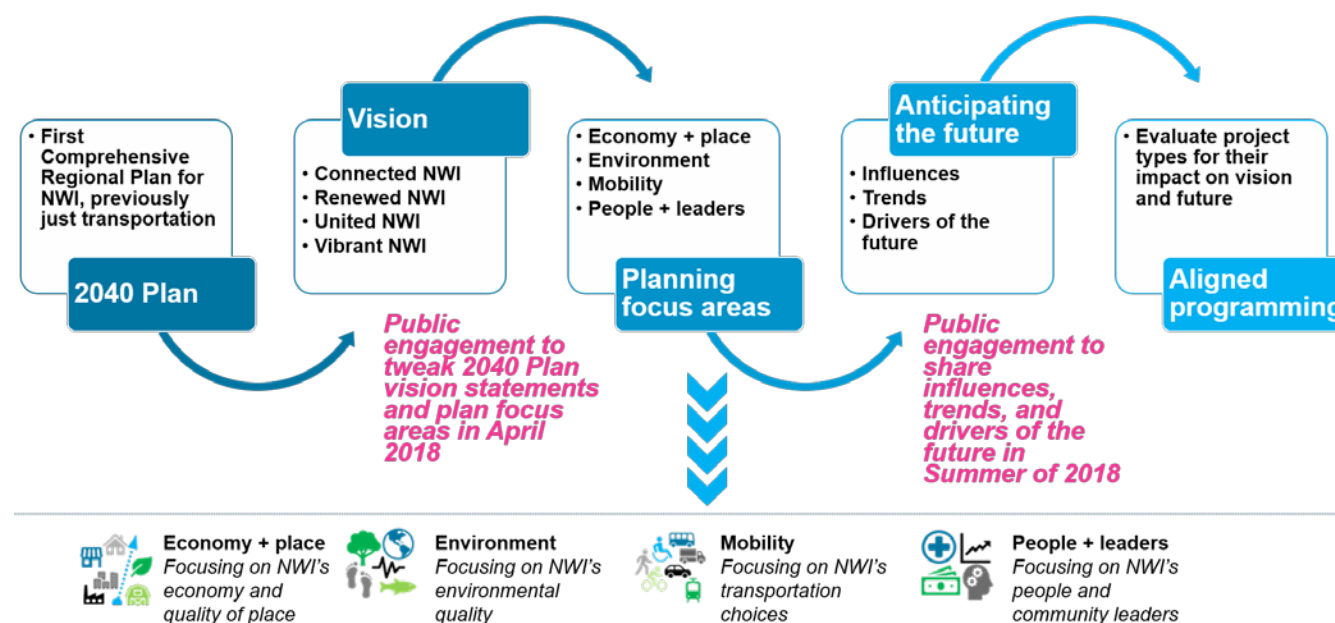 • First
Comprehensive
Regional Plan for
NWI, previously
just transportation
2040 Plan
Vision
• Connected NWI
• Renewed NWI
• United NWI
• Vibrant NWI
Public
engagement to
tweak 2040 Plan
vision statements
and plan focus
areas in April
2018
• Economy + place
• Environment
• Mobility
• People + leaders
Planning
focus areas
Anticipating
the future
• Influences
• Trends
• Drivers of the
future
Public
engagement to
share
influences,
trends, and
drivers of the
future in
Summer of 2018
• Evaluate project
types for their
impact on vision
and future
Aligned
programming
Economy + place
Focusing on NWI's
economy and
quality of place
Environment
Focusing on NWI's
environmental
quality
Mobility
Focusing on NWI's
transportation
choices
People + leaders
Focusing on NWI's
people and
community leaders